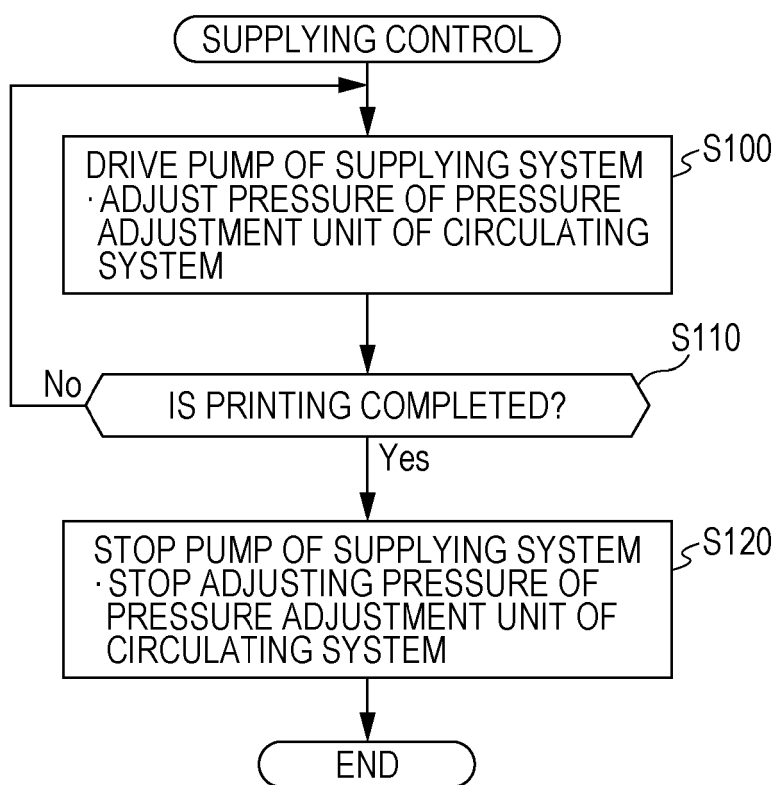 SUPPLYING CONTROL
DRIVE PUMP OF SUPPLYING SYSTEM
· ADJUST PRESSURE OF PRESSURE
ADJUSTMENT UNIT OF CIRCULATING
SYSTEM
S100
IS PRINTING COMPLETED?
S110
No
Yes
STOP PUMP OF SUPPLYING SYSTEM
· STOP ADJUSTING PRESSURE OF
PRESSURE ADJUSTMENT UNIT OF
CIRCULATING SYSTEM
S120
END